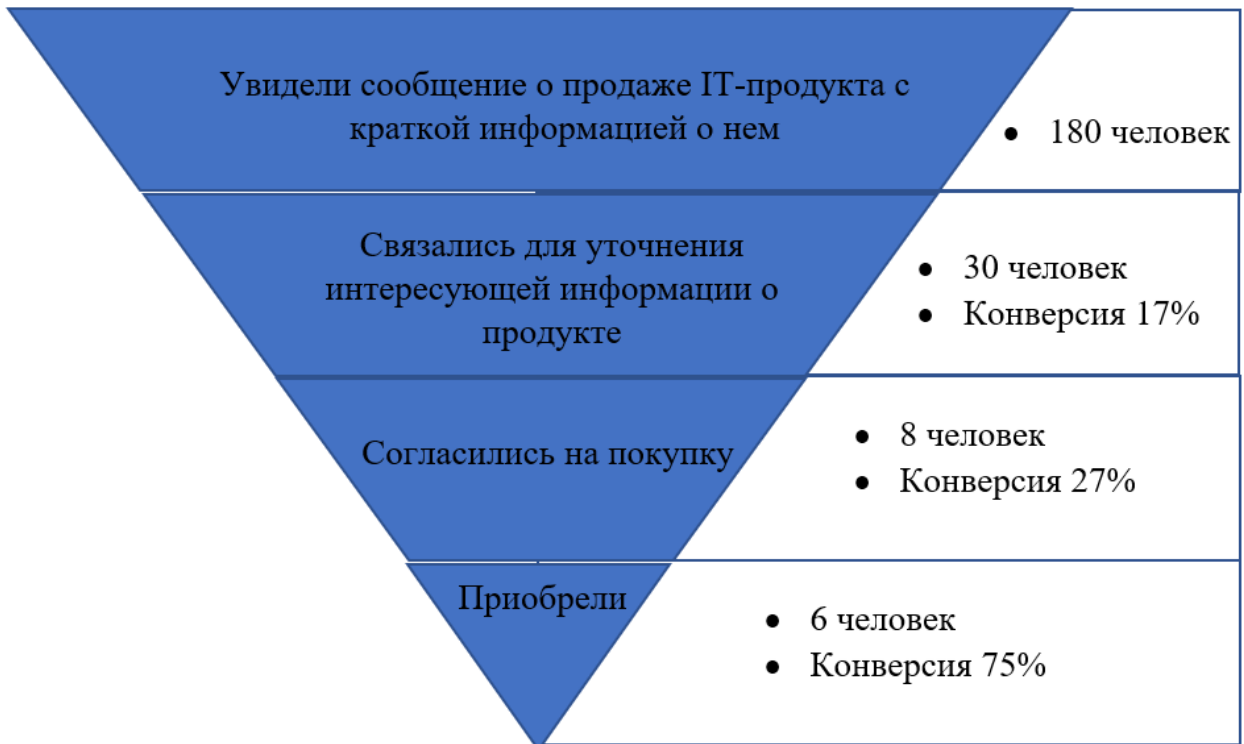 Увидели сообщение о продаже IT-продукта с
краткой информацией о нем
• 180 человек
Связались для уточнения
интересующей информации о
продукте
• 30 человек
• Конверсия 17%
Согласились на покупку
• 8 человек
• Конверсия 27%
Приобрели
• 6 человек
• Конверсия 75%